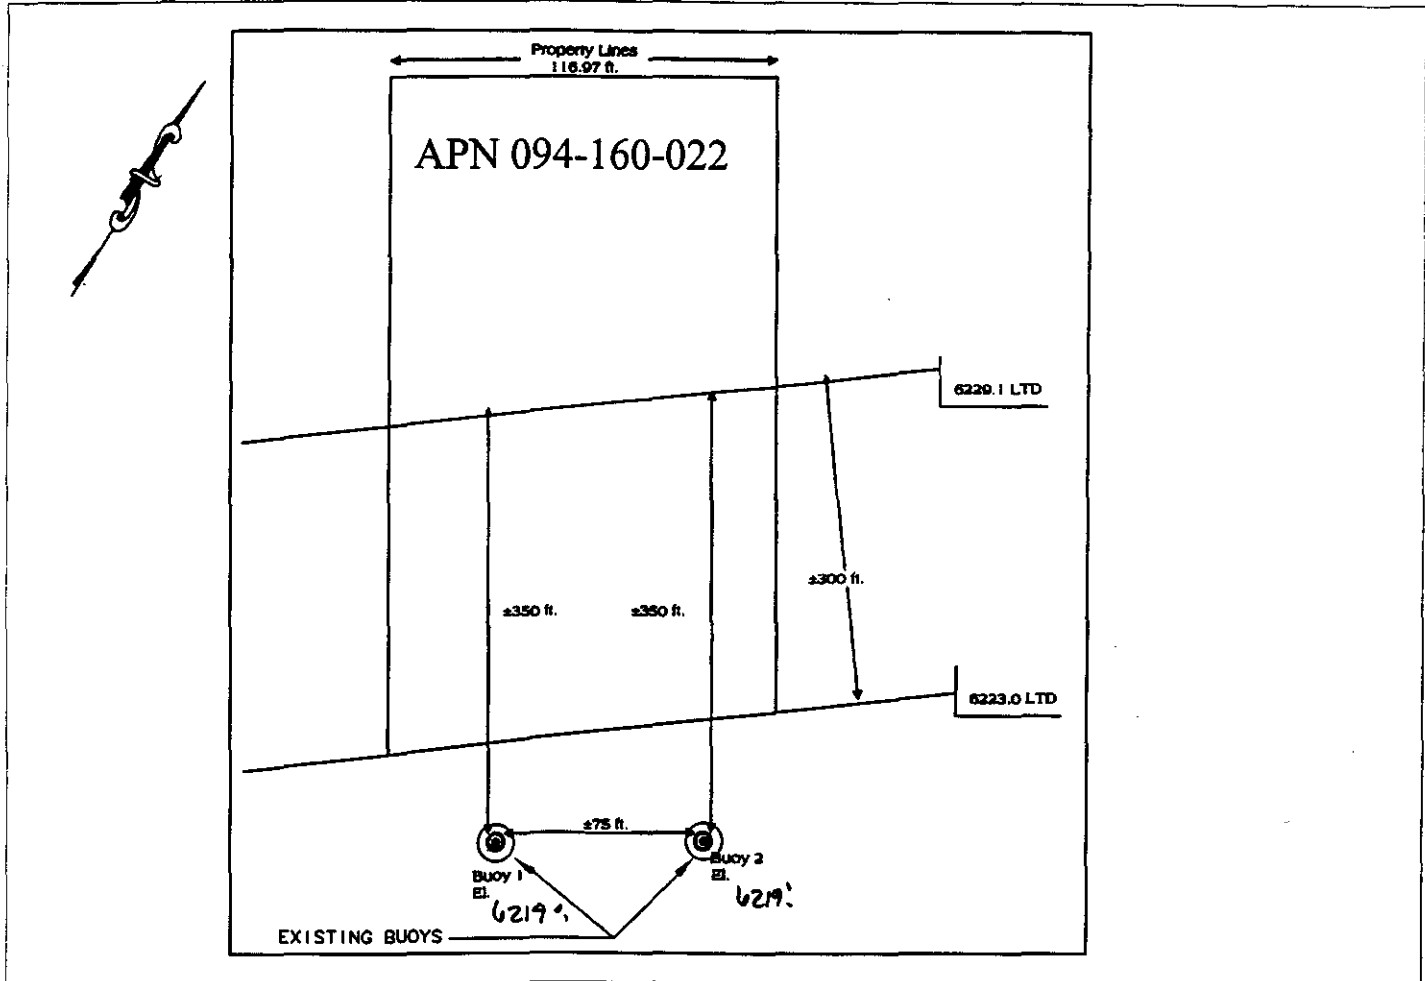 Property Lines
116.97 ft.
APN 094-160-022
6229.1 LTD
±300 ft.
±350 ft.
±350 ft.
6223.0 LTD
±75 ft.
Buoy 1
El.
6219'
Buoy 2
El.
6219'
EXISTING BUOYS